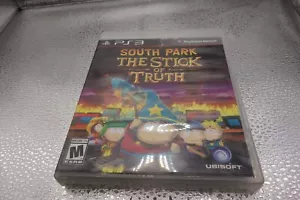 PS3
SOUTH PARK
THE STICK
OF
TRUTH
M
UBISOFT